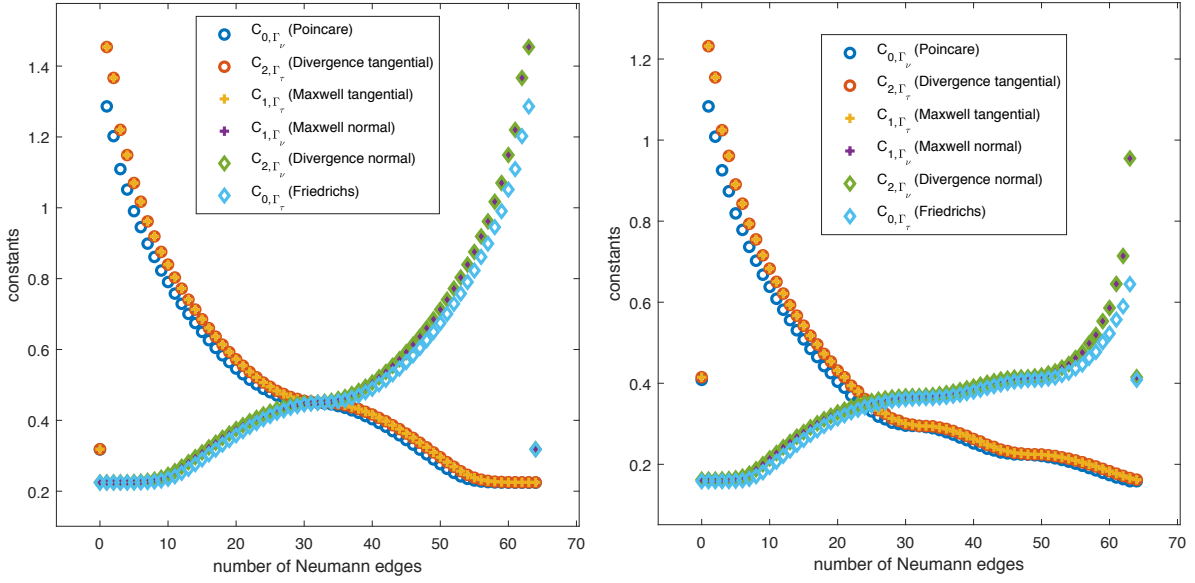 C0,Γν (Poincare)
C2,Γτ (Divergence tangential)
C1,Γτ (Maxwell tangential)
C1,Γν (Maxwell normal)
C2,Γν (Divergence normal)
C0,Γτ (Friedrichs)
constants
1.4
1.2
1
0.8
0.6
0.4
0.2
0 10 20 30 40 50 60 70
number of Neumann edges
C0,Γν (Poincare)
C2,Γτ (Divergence tangential)
C1,Γτ (Maxwell tangential)
C1,Γν (Maxwell normal)
C2,Γν (Divergence normal)
C0,Γτ (Friedrichs)
constants
1.2
1
0.8
0.6
0.4
0.2
0
0 10 20 30 40 50 60 70
number of Neumann edges